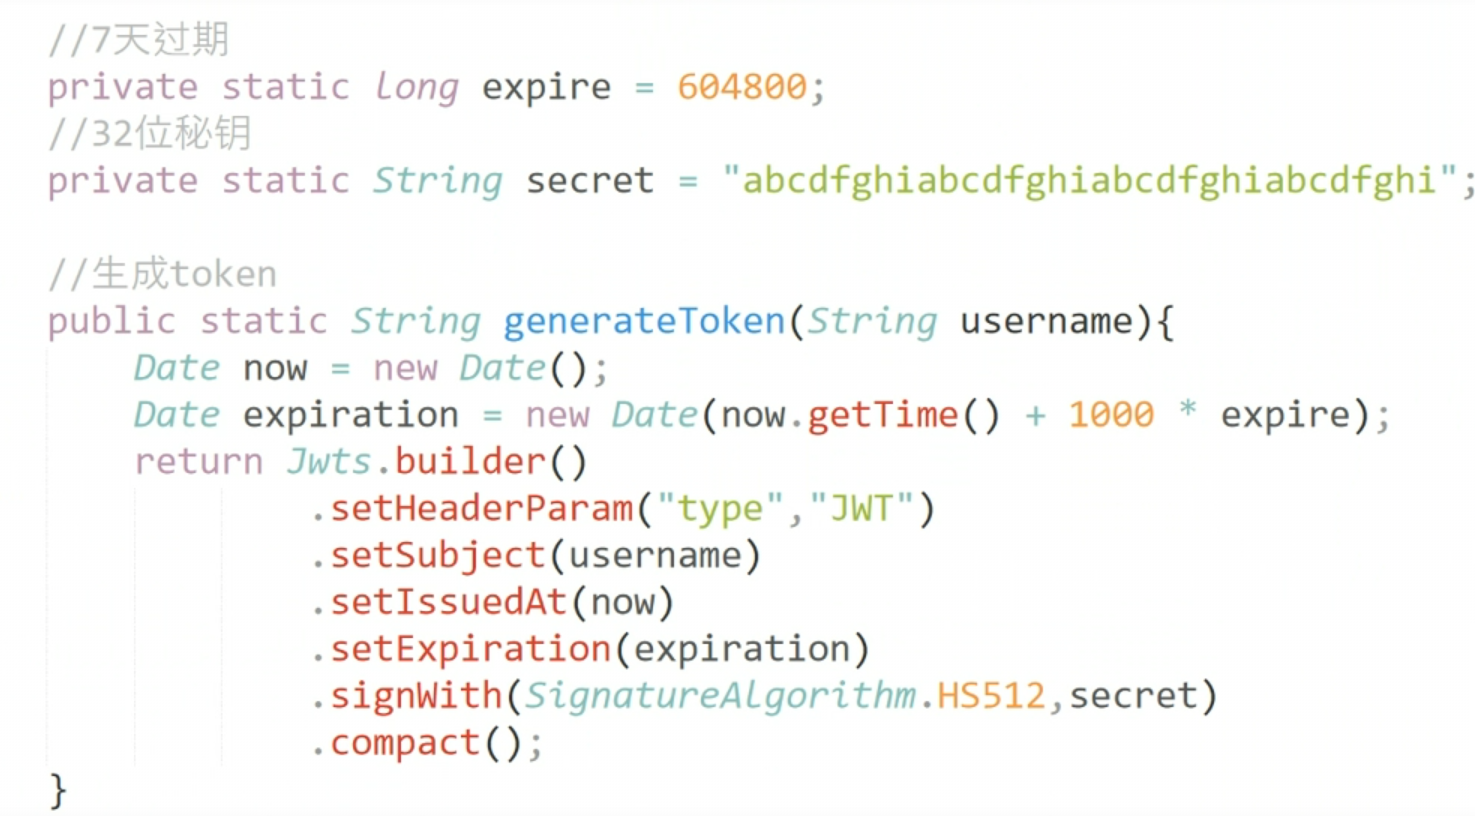 //7天过期
private static long expire = 604800;
//32位秘钥
private static String secret = "abcdfghiabcdfghiabcdfghiabcdfghi";
//生成token
public static String generateToken(String username){
Date now = new Date();
Date expiration = new Date(now.getTime() + 1000 * expire);
return Jwts.builder()
.setHeaderParam("type","JWT")
.setSubject(username)
.setIssuedAt(now)
.setExpiration(expiration)
.signWith(SignatureAlgorithm.HS512,secret)
.compact();
}